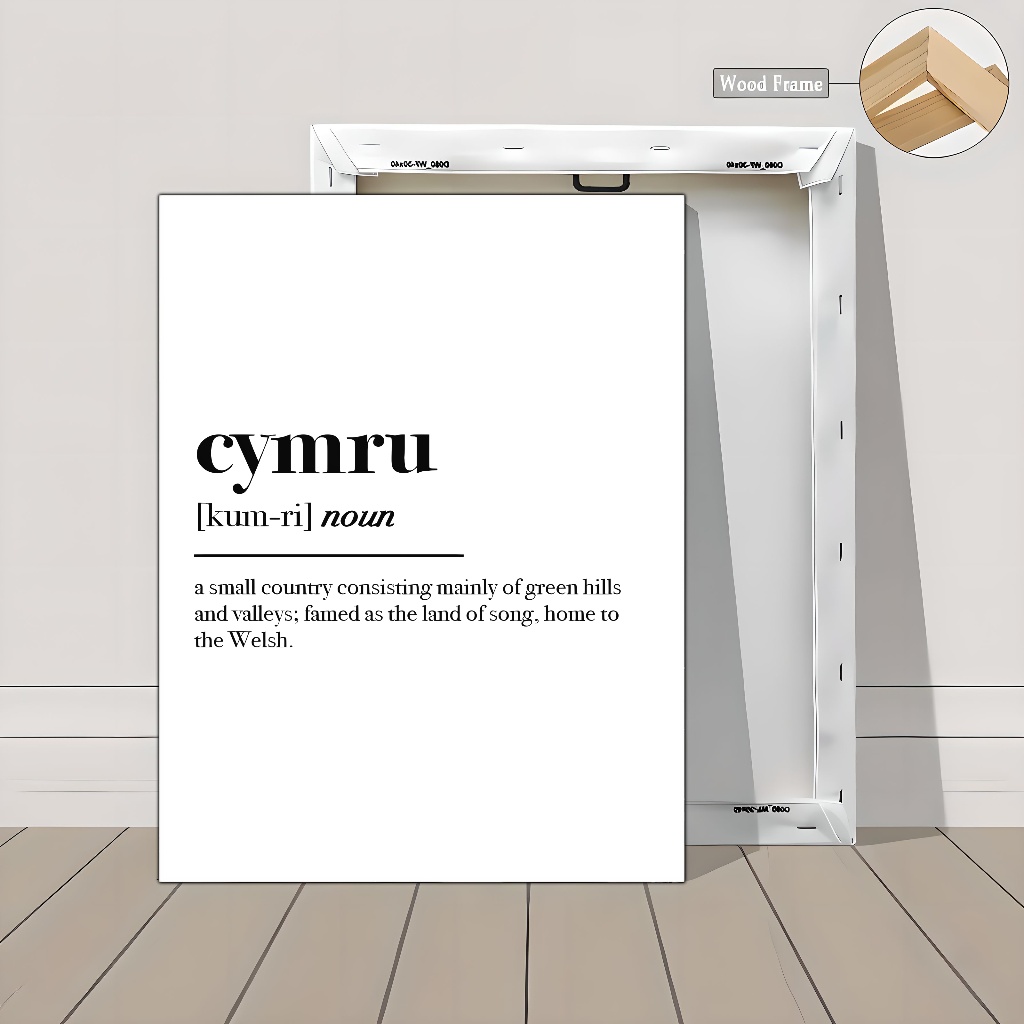 Wood Frame
cymru
[kum-ri] noun
a small country consisting mainly of green hills
and valleys; famed as the land of song, home to
the Welsh.